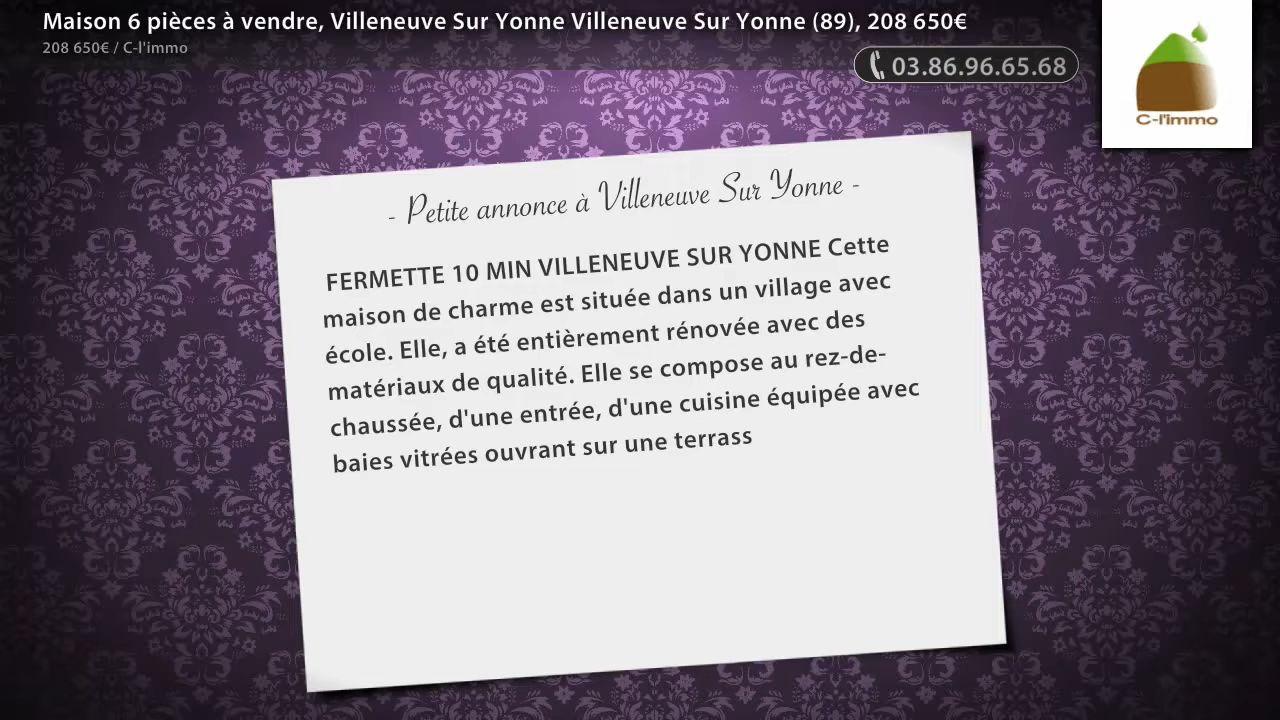 Maison 6 pièces à vendre, Villeneuve Sur Yonne Villeneuve Sur Yonne (89), 208 650€
208 650€ / C-l'immo
03.86.96.65.68
C-l'immo
- Petite annonce à Villeneuve Sur Yonne -
FERMETTE 10 MIN VILLENEUVE SUR YONNE Cette
maison de charme est située dans un village avec
école. Elle, a été entièrement rénovée avec des
matériaux de qualité. Elle se compose au rez-de-
chaussée, d'une entrée, d'une cuisine équipée avec
baies vitrées ouvrant sur une terrass